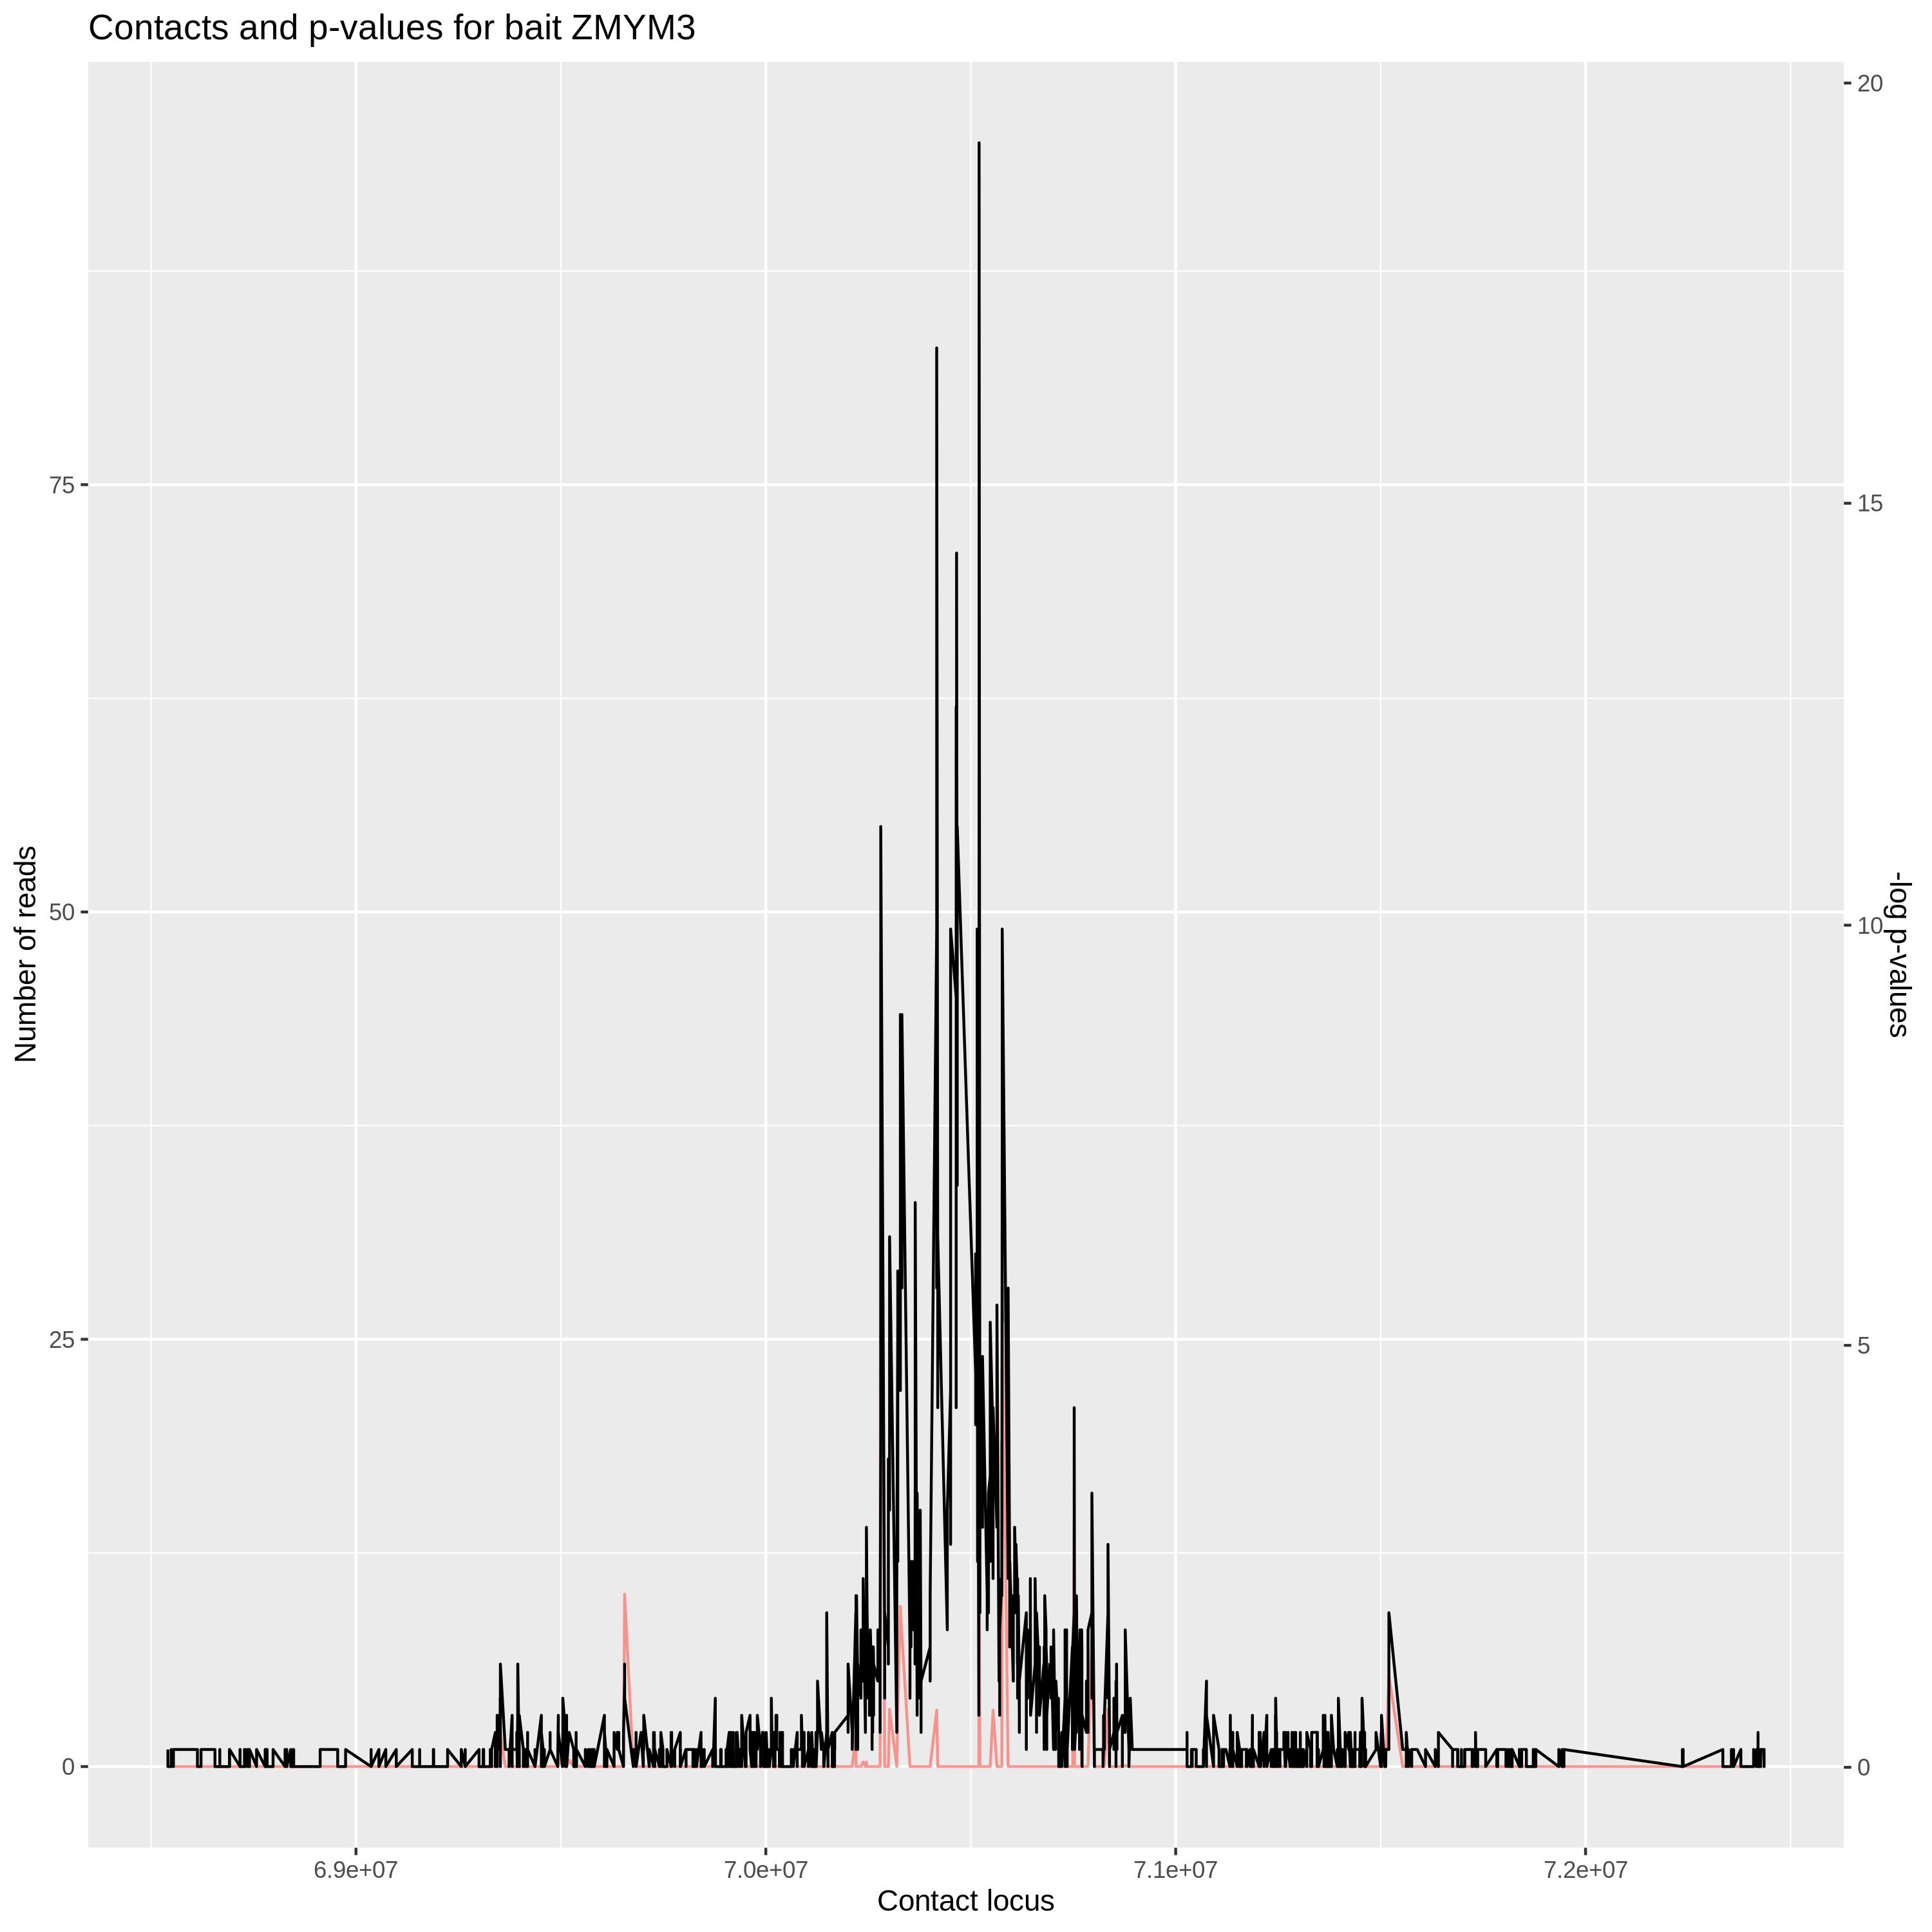 Contacts and p-values for bait ZMYM3
20
15
10
5
0
75
50
25
0
Number of reads
-log p-values
6.9e+07 7.0e+07 7.1e+07 7.2e+07
Contact locus